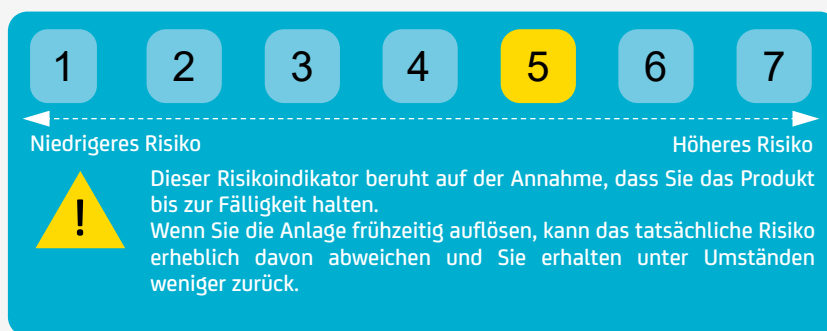 1 2 3 4 5 6 7
Niedrigeres Risiko Höheres Risiko
!
Dieser Risikoindikator beruht auf der Annahme, dass Sie das Produkt
bis zur Fälligkeit halten.
Wenn Sie die Anlage frühzeitig auflösen, kann das tatsächliche Risiko
erheblich davon abweichen und Sie erhalten unter Umständen
weniger zurück.